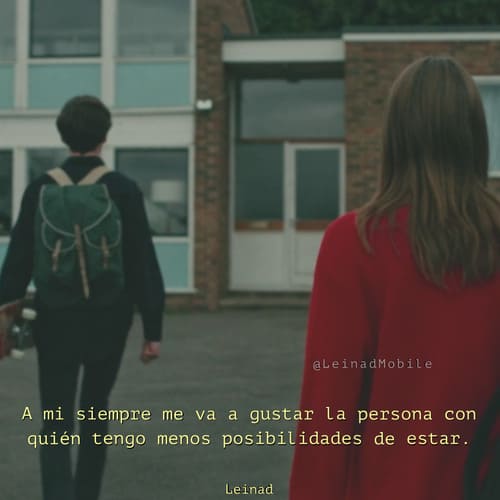 @LeinadMobile
A mi siempre me va a gustar la persona con
quién tengo menos posibilidades de estar.
Leinad